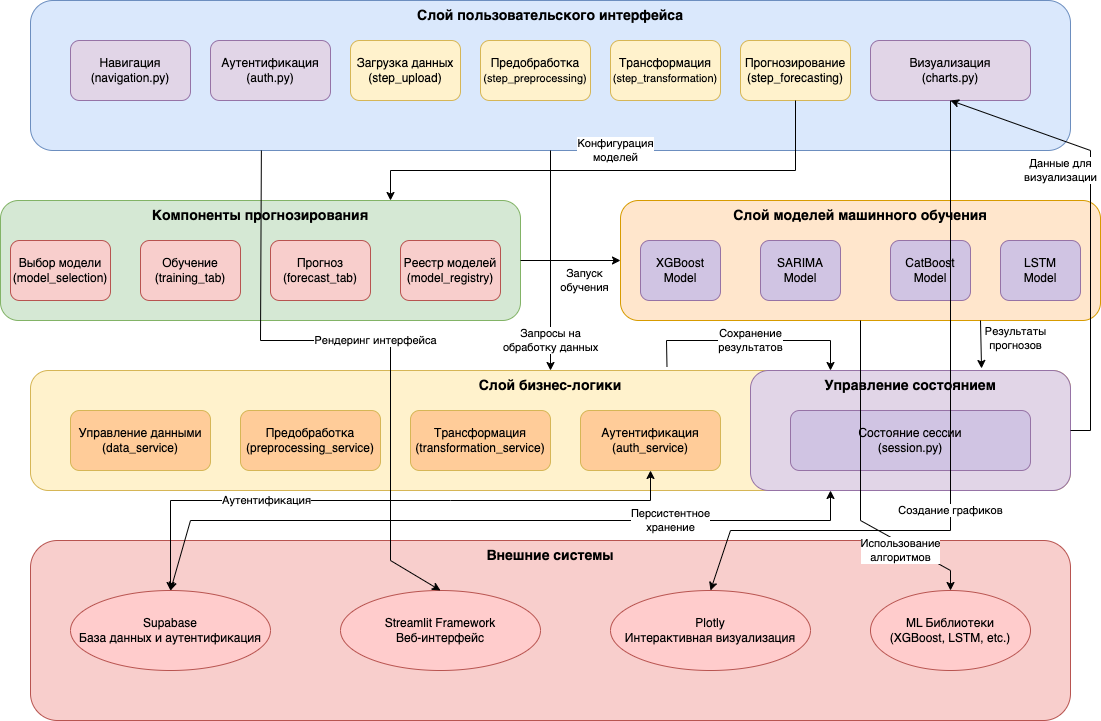 Слой пользовательского интерфейса
Навигация
(navigation.py)
Аутентификация
(auth.py)
Загрузка данных
(step_upload)
Предобработка
(step_preprocessing)
Трансформация
(step_transformation)
Прогнозирование
(step_forecasting)
Визуализация
(charts.py)
Конфигурация
моделей
Данные для
визуализации
Компоненты прогнозирования
Выбор модели
(model_selection)
Обучение
(training_tab)
Прогноз
(forecast_tab)
Реестр моделей
(model_registry)
Запуск
обучения
Слой моделей машинного обучения
XGBoost
Model
SARIMA
Model
CatBoost
Model
LSTM
Model
Рендеринг интерфейса
Запросы на
обработку данных
Сохранение
результатов
Результаты
прогнозов
Слой бизнес-логики
Управление данными
(data_service)
Предобработка
(preprocessing_service)
Трансформация
(transformation_service)
Аутентификация
(auth_service)
Управление состоянием
Состояние сессии
(session.py)
Аутентификация
Персистентное
хранение
Создание графиков
Использование
алгоритмов
Внешние системы
Supabase
База данных и аутентификация
Streamlit Framework
Веб-интерфейс
Plotly
Интерактивная визуализация
ML Библиотеки
(XGBoost, LSTM, etc.)